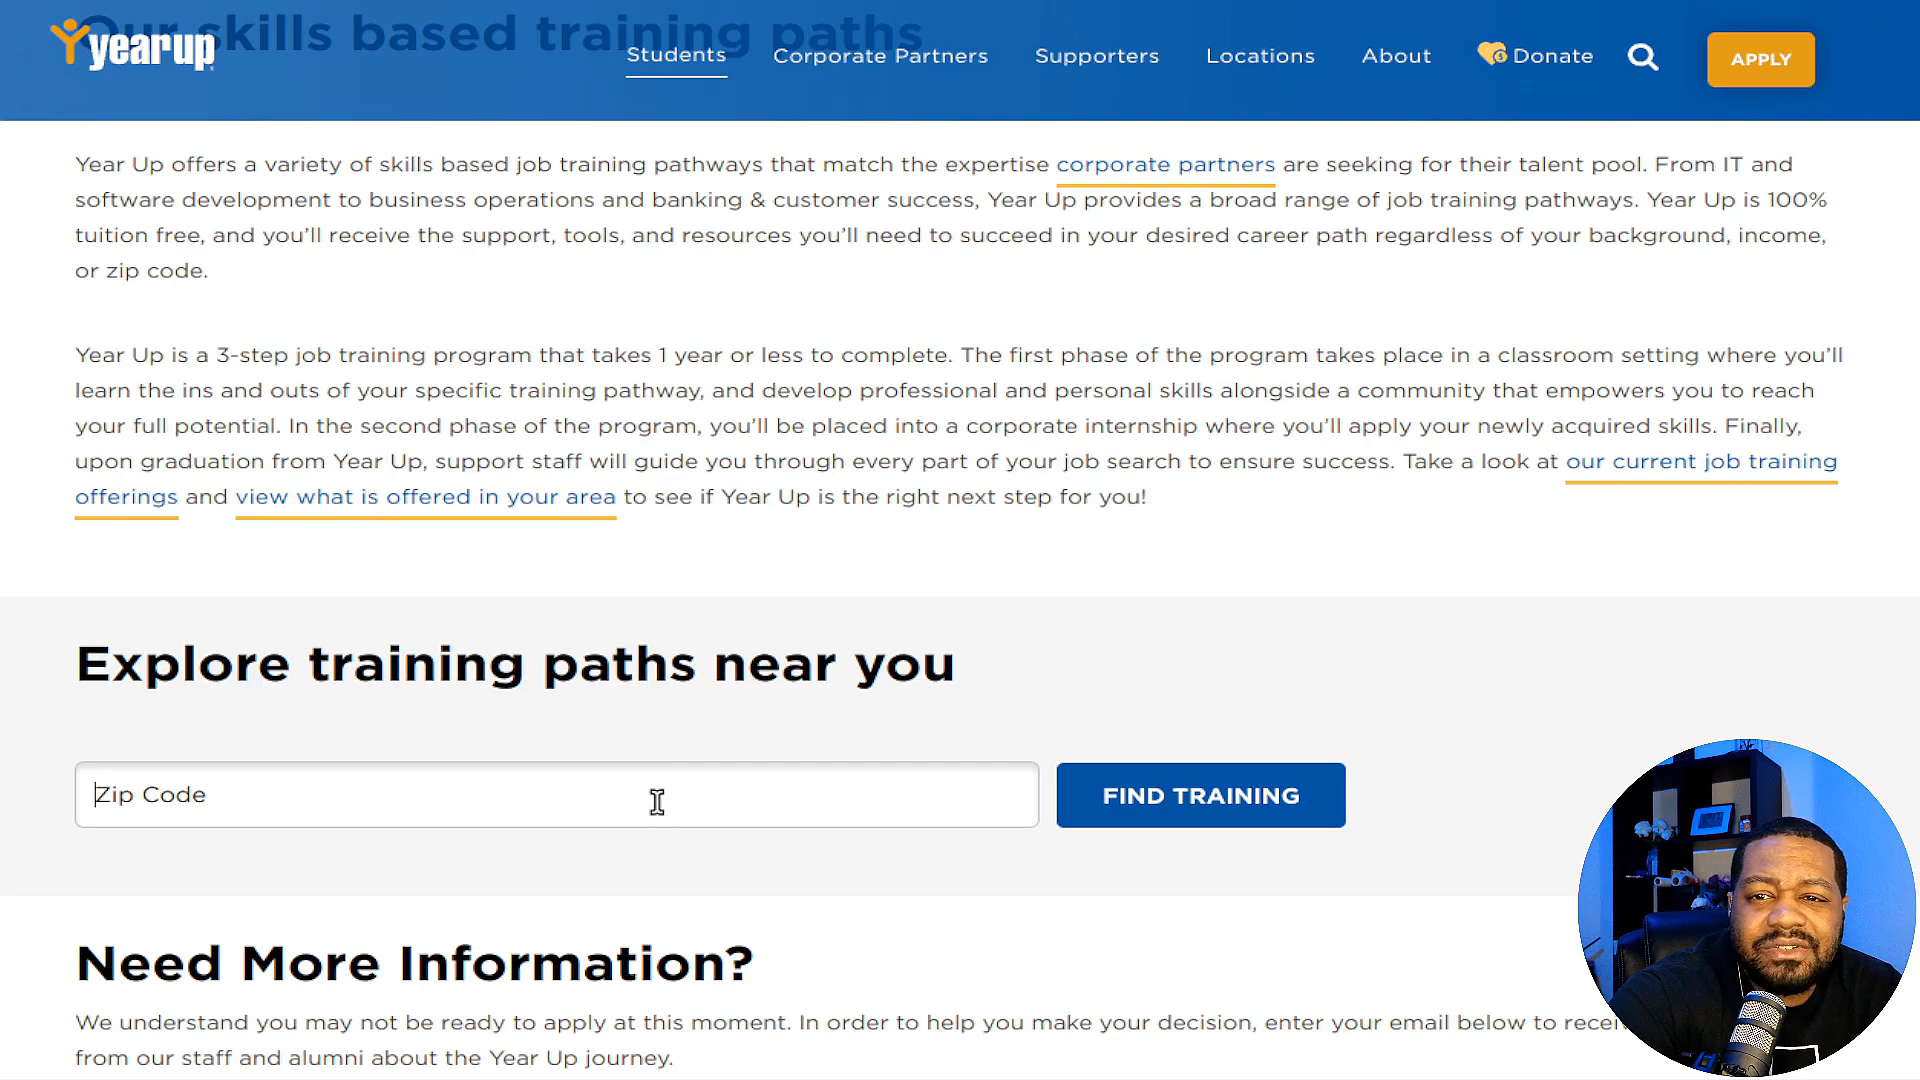 Our skills based training paths
yearup
Students
Corporate Partners
Supporters
Locations
About
Donate
APPLY
Year Up offers a variety of skills based job training pathways that match the expertise corporate partners are seeking for their talent pool. From IT and
software development to business operations and banking & customer success, Year Up provides a broad range of job training pathways. Year Up is 100%
tuition free, and you'll receive the support, tools, and resources you'll need to succeed in your desired career path regardless of your background, income,
or zip code.
Year Up is a 3-step job training program that takes 1 year or less to complete. The first phase of the program takes place in a classroom setting where you'll
learn the ins and outs of your specific training pathway, and develop professional and personal skills alongside a community that empowers you to reach
your full potential. In the second phase of the program, you'll be placed into a corporate internship where you'll apply your newly acquired skills. Finally,
upon graduation from Year Up, support staff will guide you through every part of your job search to ensure success. Take a look at our current job training
offerings and view what is offered in your area to see if Year Up is the right next step for you!
Explore training paths near you
Zip Code
FIND TRAINING
Need More Information?
We understand you may not be ready to apply at this moment. In order to help you make your decision, enter your email below to
from our staff and alumni about the Year Up journey.